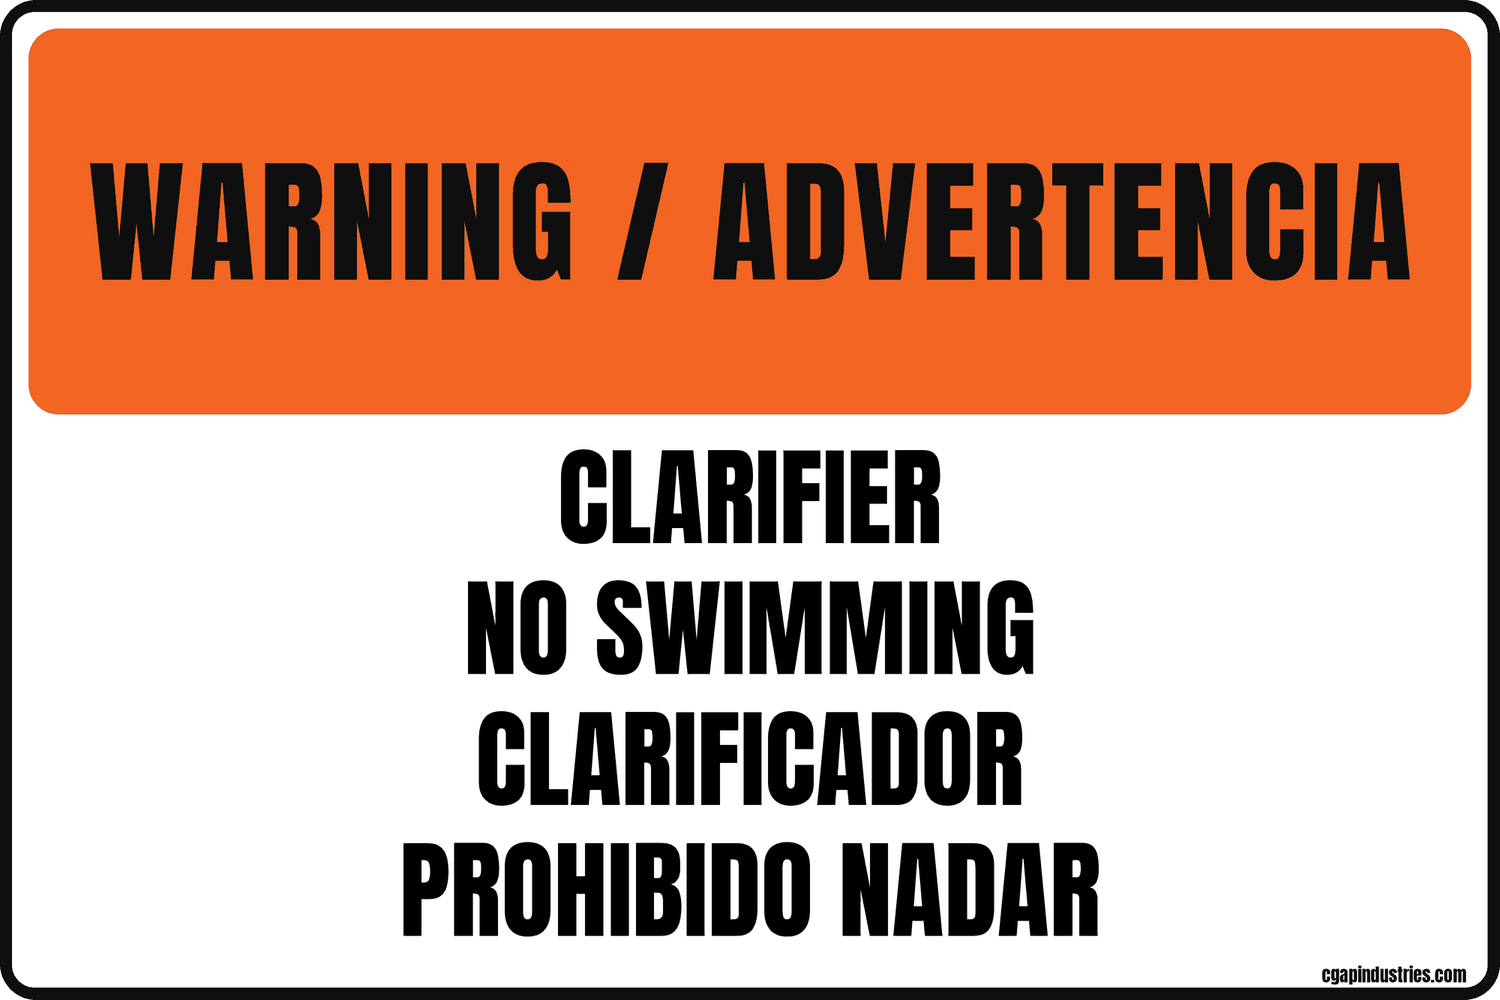 WARNING / ADVERTENCIA
CLARIFIER
NO SWIMMING
CLARIFICADOR
PROHIBIDO NADAR
cgapindustries.com